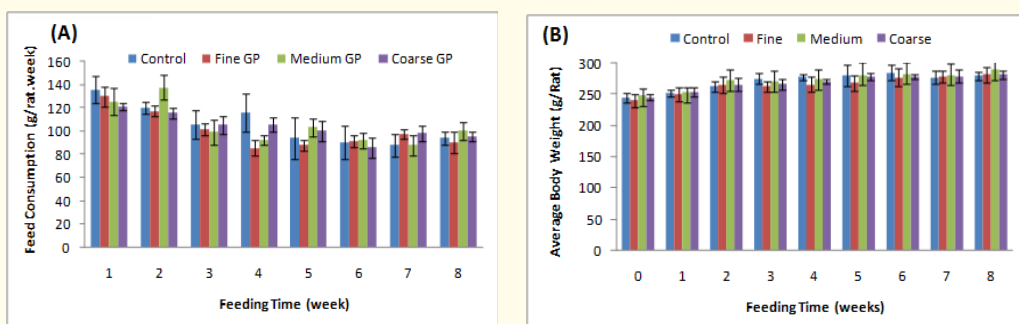 (A)
Control Fine GP Medium GP Coarse GP
Feed Consumption (g/rat.week)
160
140
120
100
80
60
40
20
0
1 2 3 4 5 6 7 8
Feeding Time (week)
(B)
Control Fine Medium Coarse
Average Body Weight (g/Rat)
300
250
200
150
100
50
0
0 1 2 3 4 5 6 7 8
Feeding Time (weeks)